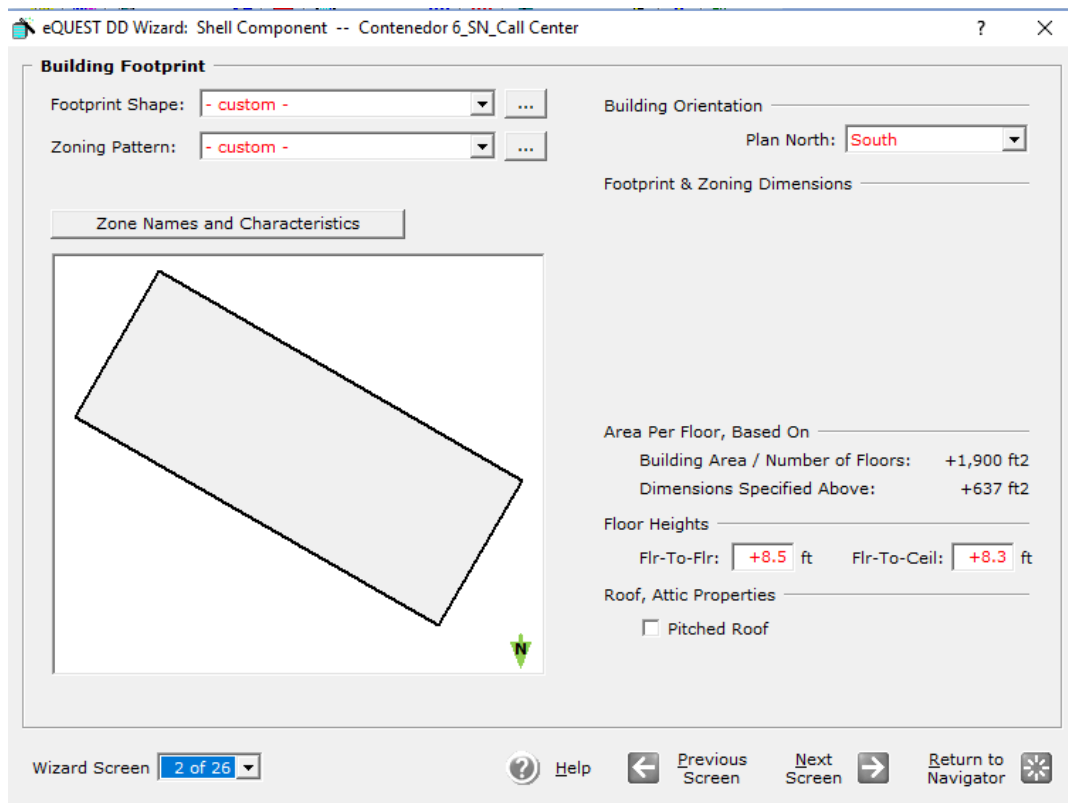 eQUEST DD Wizard: Shell Component -- Contenedor 6_SN_Call Center ? X
Building Footprint
Footprint Shape: - custom - ...
Zoning Pattern: - custom - ...
Zone Names and Characteristics
N
Building Orientation
Plan North: South
Footprint & Zoning Dimensions
Area Per Floor, Based On
Building Area / Number of Floors: +1,900 ft2
Dimensions Specified Above: +637 ft2
Floor Heights
Flr-To-Flr: +8.5 ft Flr-To-Ceil: +8.3 ft
Roof, Attic Properties
Pitched Roof
Wizard Screen 2 of 26 ? Help Previous Screen Next Screen Return to Navigator